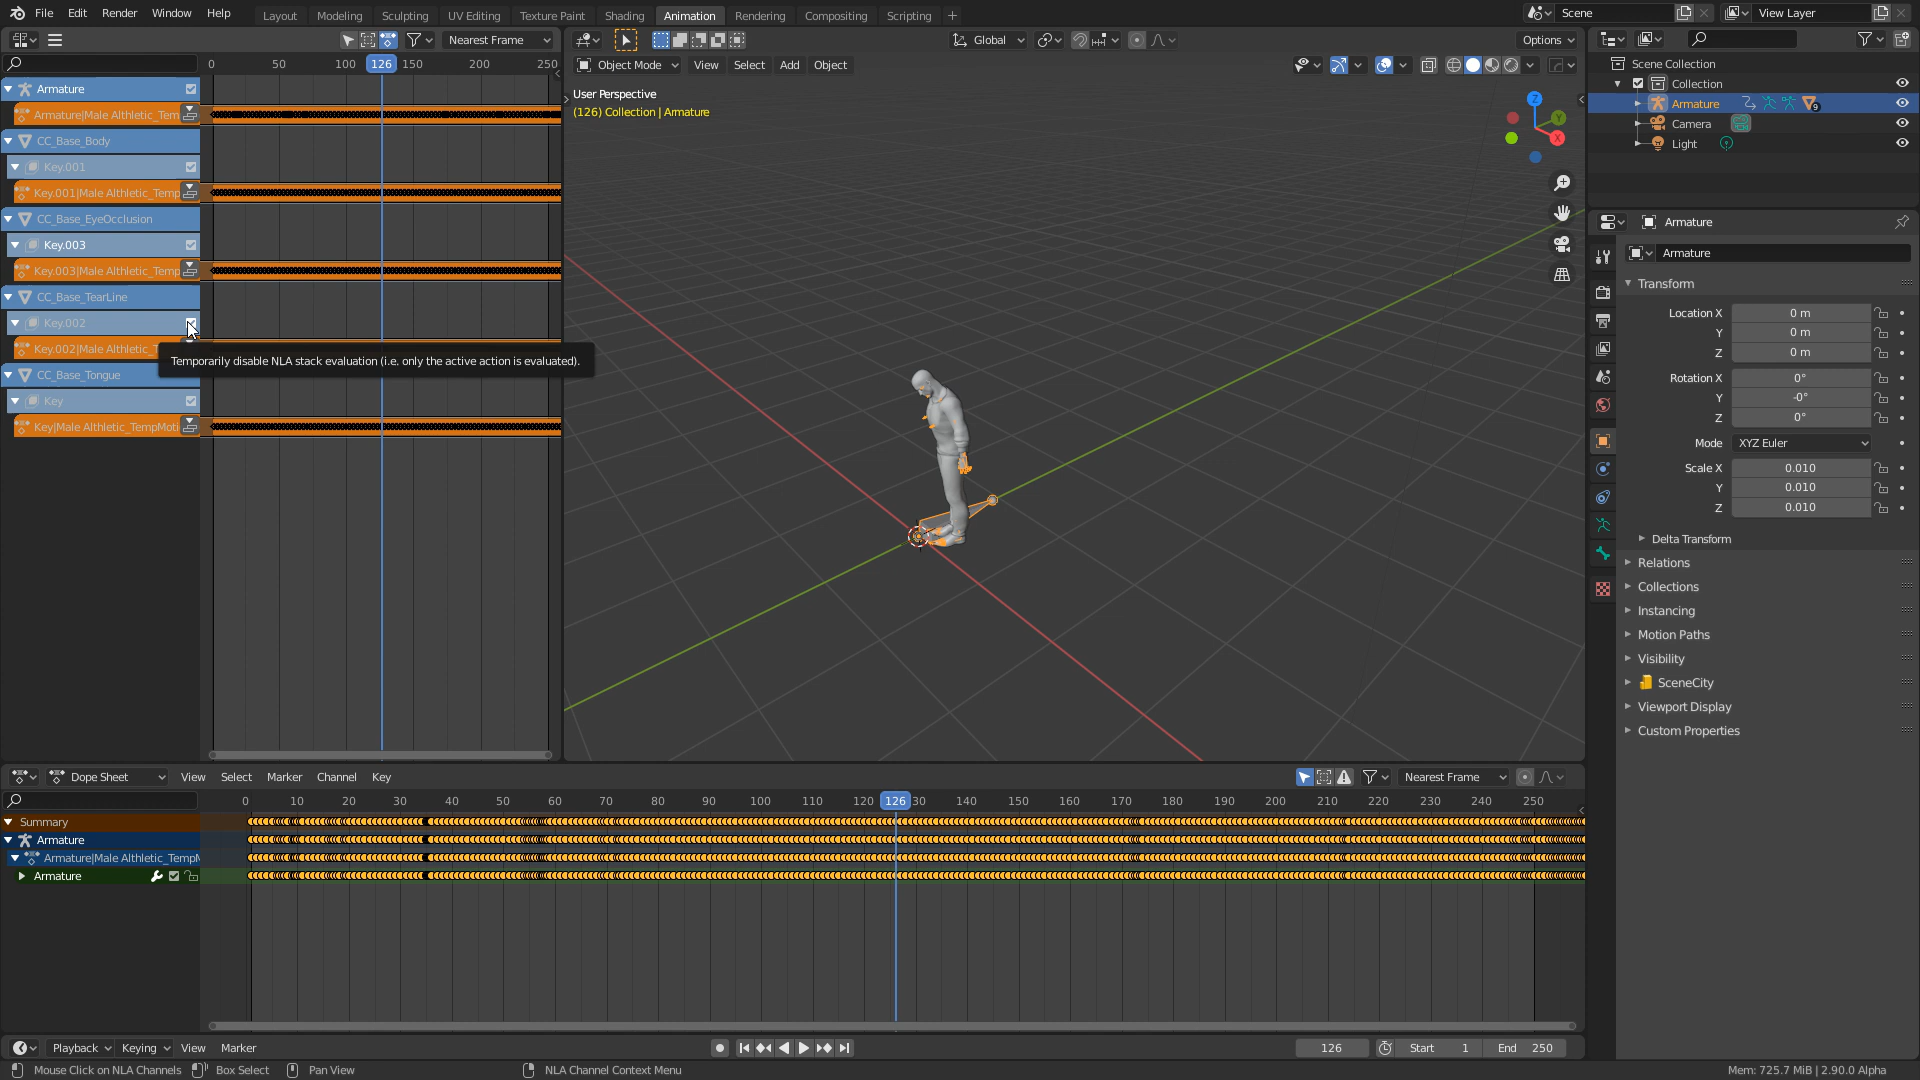 File Edit Render Window Help
Layout Modeling Sculpting UV Editing Texture Paint Shading Animation Rendering Compositing Scripting +
Scene
View Layer
Nearest Frame
Global
Options
0 50 100 126 150 200 250
Object Mode View Select Add Object
Armature
Armature|Male Althletic_Tem
CC_Base_Body
Key.001
Key.001|Male Althletic_Temp
CC_Base_EyeOcclusion
Key.003
Key.003|Male Althletic_Temp
CC_Base_TearLine
Key.002
Key.002|Male Althletic_T
Temporarily disable NLA stack evaluation (i.e. only the active action is evaluated).
CC_Base_Tongue
Key
Key|Male Althletic_TempMoti
User Perspective
(126) Collection | Armature
Z
Y
X
Scene Collection
Collection
Armature
9
Camera
Light
Armature
Armature
Transform
Location X 0 m
Y 0 m
Z 0 m
Rotation X 0°
Y -0°
Z 0°
Mode XYZ Euler
Scale X 0.010
Y 0.010
Z 0.010
Delta Transform
Relations
Collections
Instancing
Motion Paths
Visibility
SceneCity
Viewport Display
Custom Properties
Dope Sheet View Select Marker Channel Key
Nearest Frame
0 10 20 30 40 50 60 70 80 90 100 110 120 126 30 140 150 160 170 180 190 200 210 220 230 240 250
Summary
Armature
Armature|Male Althletic_TempM
Armature
Playback Keying View Marker
126 Start 1 End 250
Mouse Click on NLA Channels Box Select Pan View NLA Channel Context Menu
Mem: 725.7 MiB | 2.90.0 Alpha